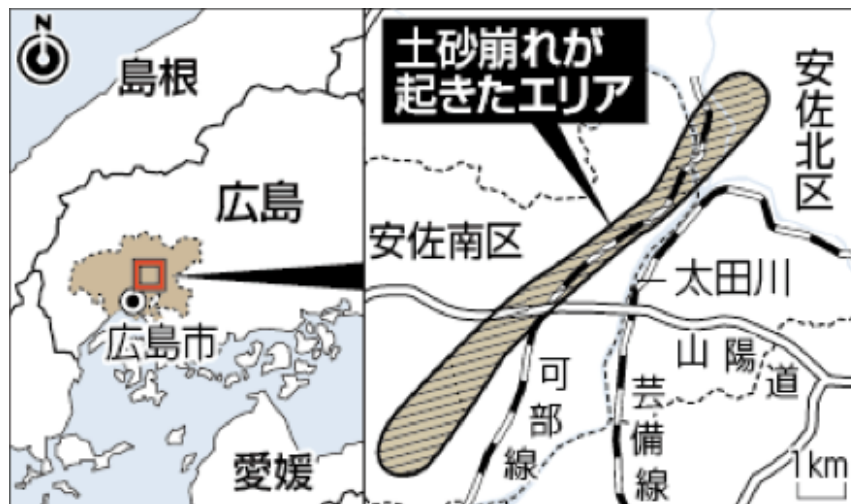 N
島根
広島
広島市
愛媛
土砂崩れが
起きたエリア
安佐北区
安佐南区
太田川
山陽道
可部線
芸備線
1km